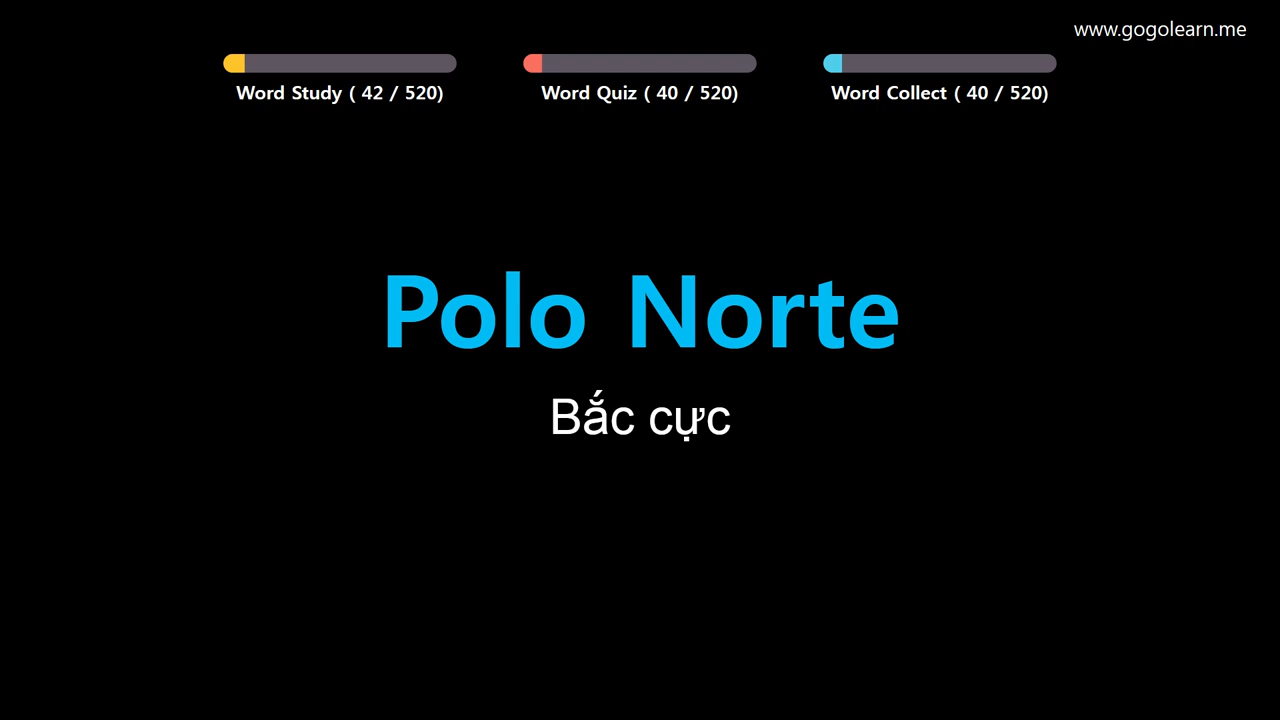 www.gogolearn.me
Word Study ( 42 / 520)
Word Quiz ( 40 / 520)
Word Collect ( 40 / 520)
Polo Norte
Bắc cực